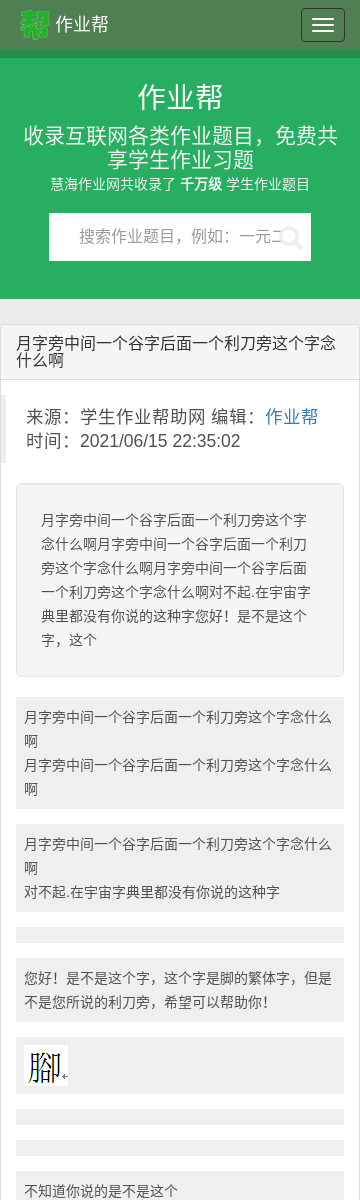 帮 作业帮
作业帮
收录互联网各类作业题目，免费共
享学生作业习题
慧海作业网共收录了 千万级 学生作业题目
搜索作业题目，例如：一元二
月字旁中间一个谷字后面一个利刀旁这个字念
什么啊
来源：学生作业帮助网 编辑：作业帮
时间：2021/06/15 22:35:02
月字旁中间一个谷字后面一个利刀旁这个字
念什么啊月字旁中间一个谷字后面一个利刀
旁这个字念什么啊月字旁中间一个谷字后面
一个利刀旁这个字念什么啊对不起.在宇宙字
典里都没有你说的这种字您好！是不是这个
字，这个
月字旁中间一个谷字后面一个利刀旁这个字念什么
啊
月字旁中间一个谷字后面一个利刀旁这个字念什么
啊
月字旁中间一个谷字后面一个利刀旁这个字念什么
啊
对不起.在宇宙字典里都没有你说的这种字
您好！是不是这个字，这个字是脚的繁体字，但是
不是您所说的利刀旁，希望可以帮助你！
腳
不知道你说的是不是这个